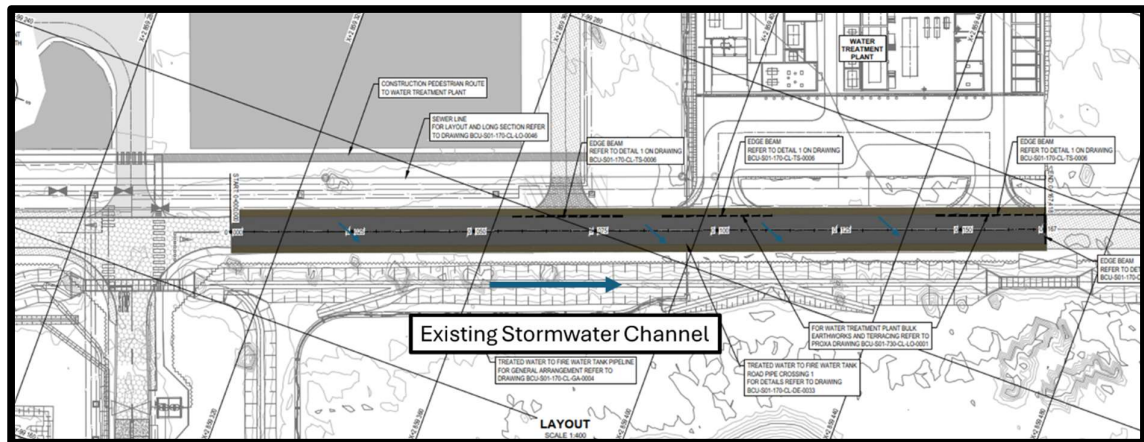 WATER
TREATMENT
PLANT
CONSTRUCTION PEDESTRIAN ROUTE
TO WATER TREATMENT PLANT
SEWER LINE
FOR LAYOUT AND LONG SECTION REFER
TO DRAWING BCU-S01-170-CL-LO-0046
EDGE BEAM
REFER TO DETAIL 1 ON DRAWING
BCU-S01-170-CL-TS-0006
EDGE BEAM
REFER TO DETAIL 1 ON DRAWING
BCU-S01-170-CL-TS-0006
EDGE BEAM
REFER TO DETAIL 1 ON DRAWING
BCU-S01-170-CL-TS-0006
EDGE BEAM
Existing Stormwater Channel
FOR WATER TREATMENT PLANT BULK
EARTHWORKS AND TERRACING REFER TO
PROXA DRAWING BCU-S01-730-CL-LD-0001
TREATED WATER TO FIRE WATER TANK PIPELINE
FOR GENERAL ARRANGEMENT REFER TO
DRAWING BCU-S01-170-CL-GA-0004
TREATED WATER TO FIRE WATER TANK
ROAD PIPE CROSSING 1
FOR DETAILS REFER TO DRAWING
BCU-S01-170-CL-DE-0033
LAYOUT
SCALE 1:400